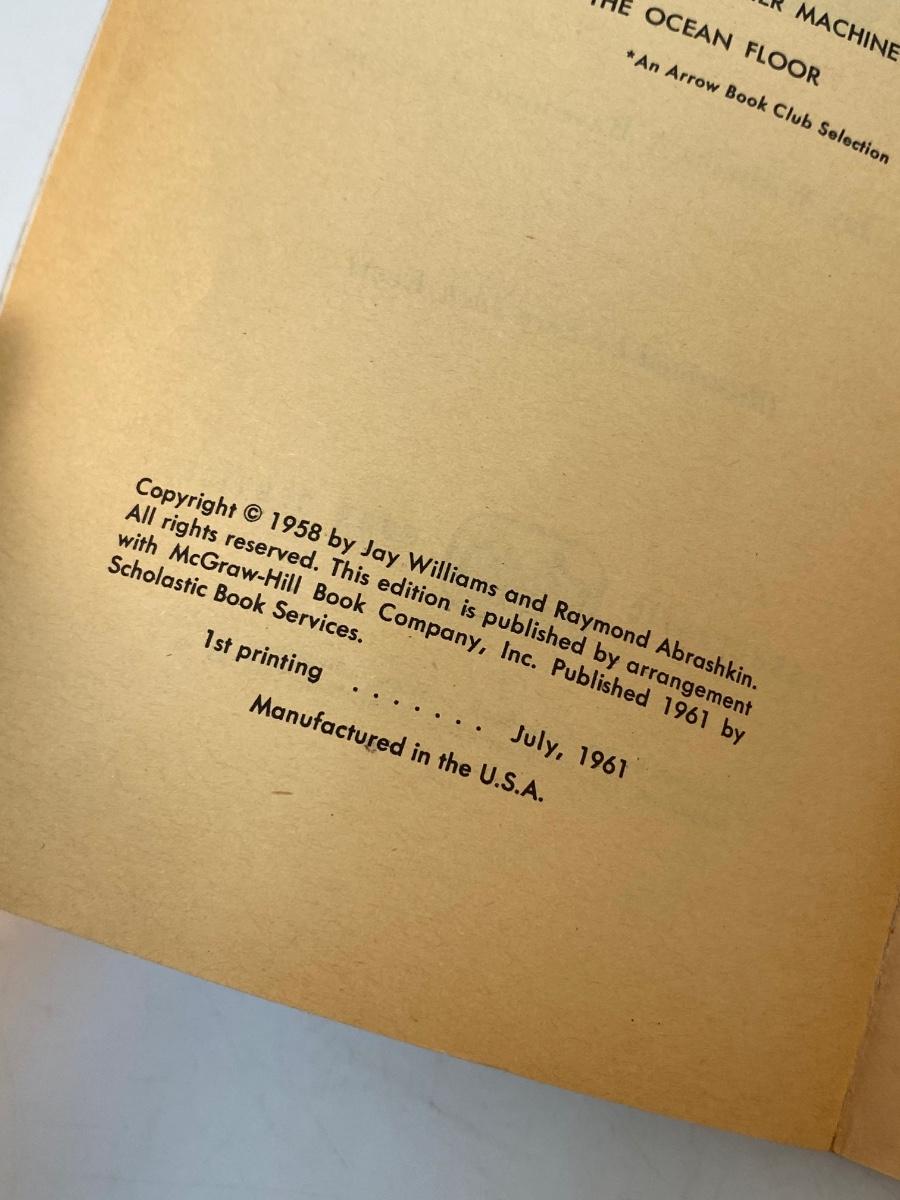 MACHINE
THE OCEAN FLOOR
*An Arrow Book Club Selection
Copyright © 1958 by Jay Williams and Raymond Abrashkin.
All rights reserved. This edition is published by arrangement
with McGraw-Hill Book Company, Inc. Published 1961 by
Scholastic Book Services.
1st printing . . . . . . . July, 1961
Manufactured in the U.S.A.